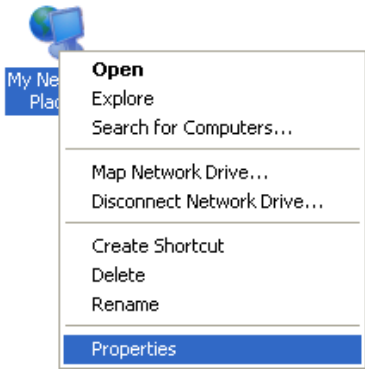 My Ne
Plac
Open
Explore
Search for Computers...
Map Network Drive...
Disconnect Network Drive...
Create Shortcut
Delete
Rename
Properties